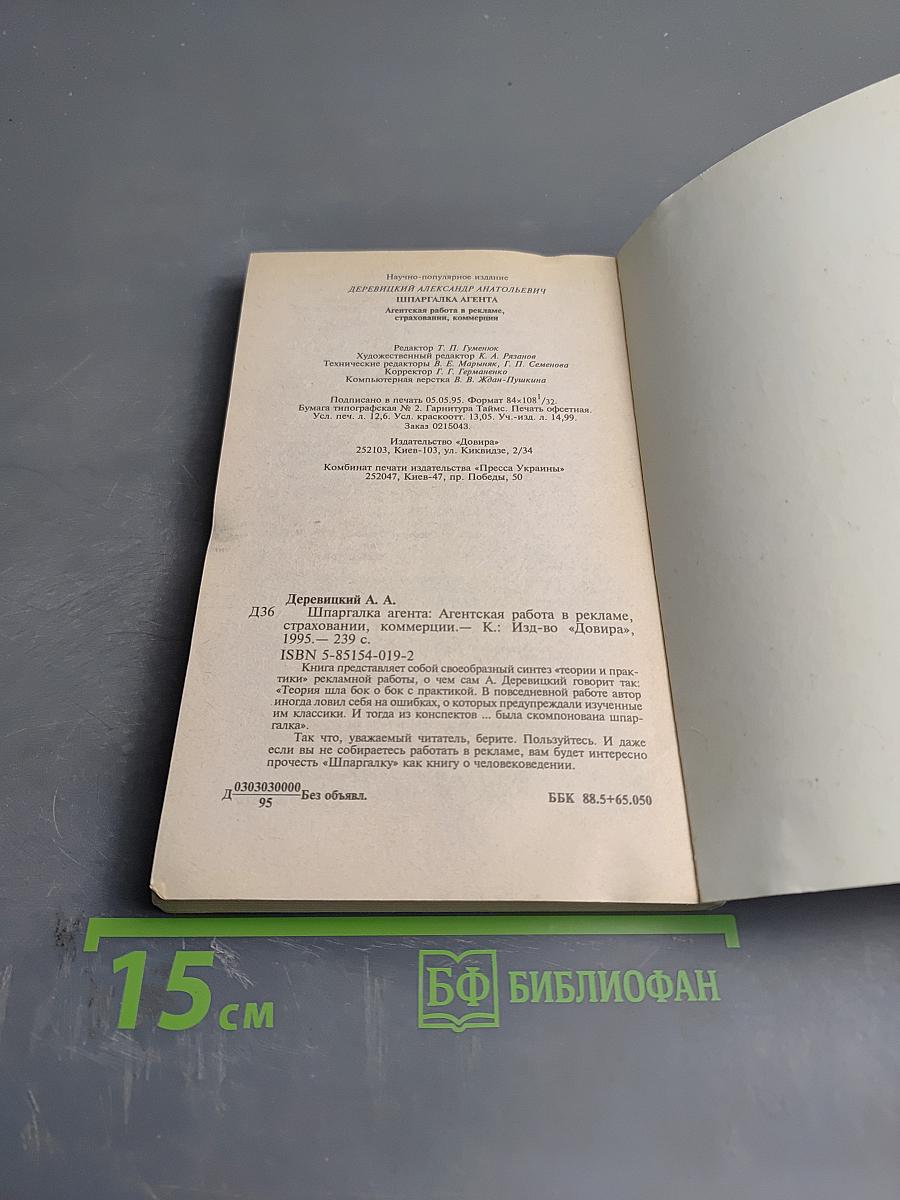 Научно-популярное издание
ДЕРЕВИЦКИЙ АЛЕКСАНДР АНАТОЛЬЕВИЧ
ШПАРГАЛКА АГЕНТА
Агентская работа в рекламе,
страховании, коммерции
Редактор Т. П. Гуменюк
Художественный редактор К. А. Рязанов
Технические редакторы В. Е. Марыняк, Г. П. Семенова
Корректор Г. Г. Германенко
Компьютерная верстка В. В. Ждан-Пушкина
Подписано в печать 05.05.95. Формат 84×108 1/32.
Бумага типографская № 2. Гарнитура Таймс. Печать офсетная.
Усл. печ. л. 12,6. Усл. краскоотт. 13,05. Уч.-изд. л. 14,99.
Заказ 0215043.
Издательство «Довира»
252103, Киев-103, ул. Киквидзе, 2/34
Комбинат печати издательства «Пресса Украины»
252047, Киев-47, пр. Победы, 50
Деревицкий А. А.
Д36 Шпаргалка агента: Агентская работа в рекламе,
страховании, коммерции.— К.: Изд-во «Довира»,
1995.— 239 с.
ISBN 5-85154-019-2
Книга представляет собой своеобразный синтез «теории и прак-
тики» рекламной работы, о чем сам А. Деревицкий говорит так:
«Теория шла бок о бок с практикой. В повседневной работе автор
иногда ловил себя на ошибках, о которых предупреждали изученные
им классики. И тогда из конспектов ... была скомпонована шпар-
галка».
Так что, уважаемый читатель, берите. Пользуйтесь. И даже
если вы не собираетесь работать в рекламе, вам будет интересно
прочесть «Шпаргалку» как книгу о человековедении.
Д 0303030000 Без объявл. ББК 88.5+65.050
95
15 см БФ БИБЛИОФАН